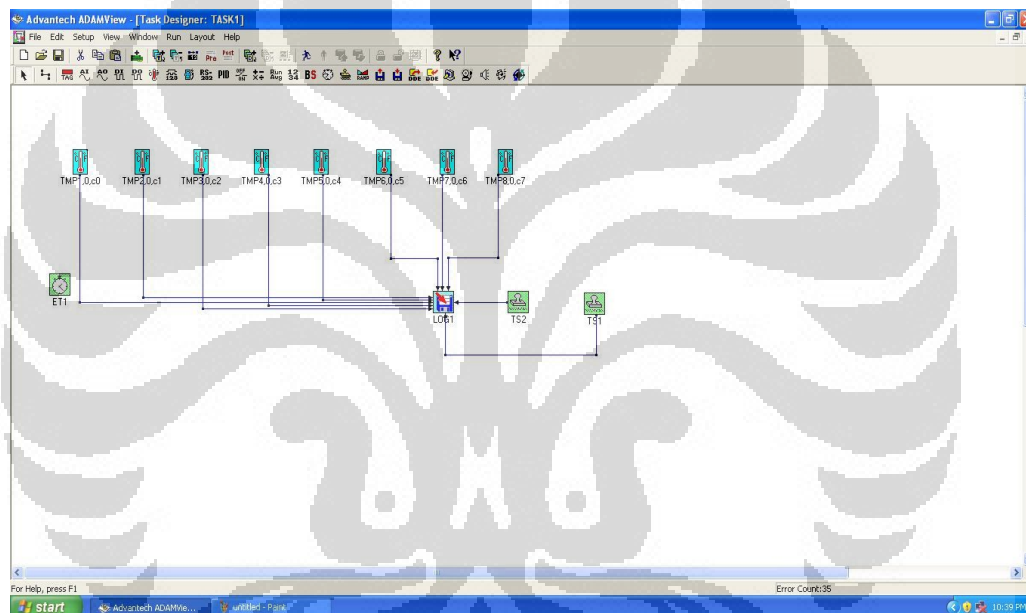 Advantech ADAMView - [Task Designer: TASK1]
File Edit Setup View Window Run Layout Help
TMP1,0,c0 TMP2,0,c1 TMP3,0,c2 TMP4,0,c3 TMP5,0,c4 TMP6,0,c5 TMP7,0,c6 TMP8,0,c7
ET1 LOG1 TS2 TS1
For Help, press F1 Error Count:35
start Advantech ADAMVie... untitled - Paint 10:39 PM